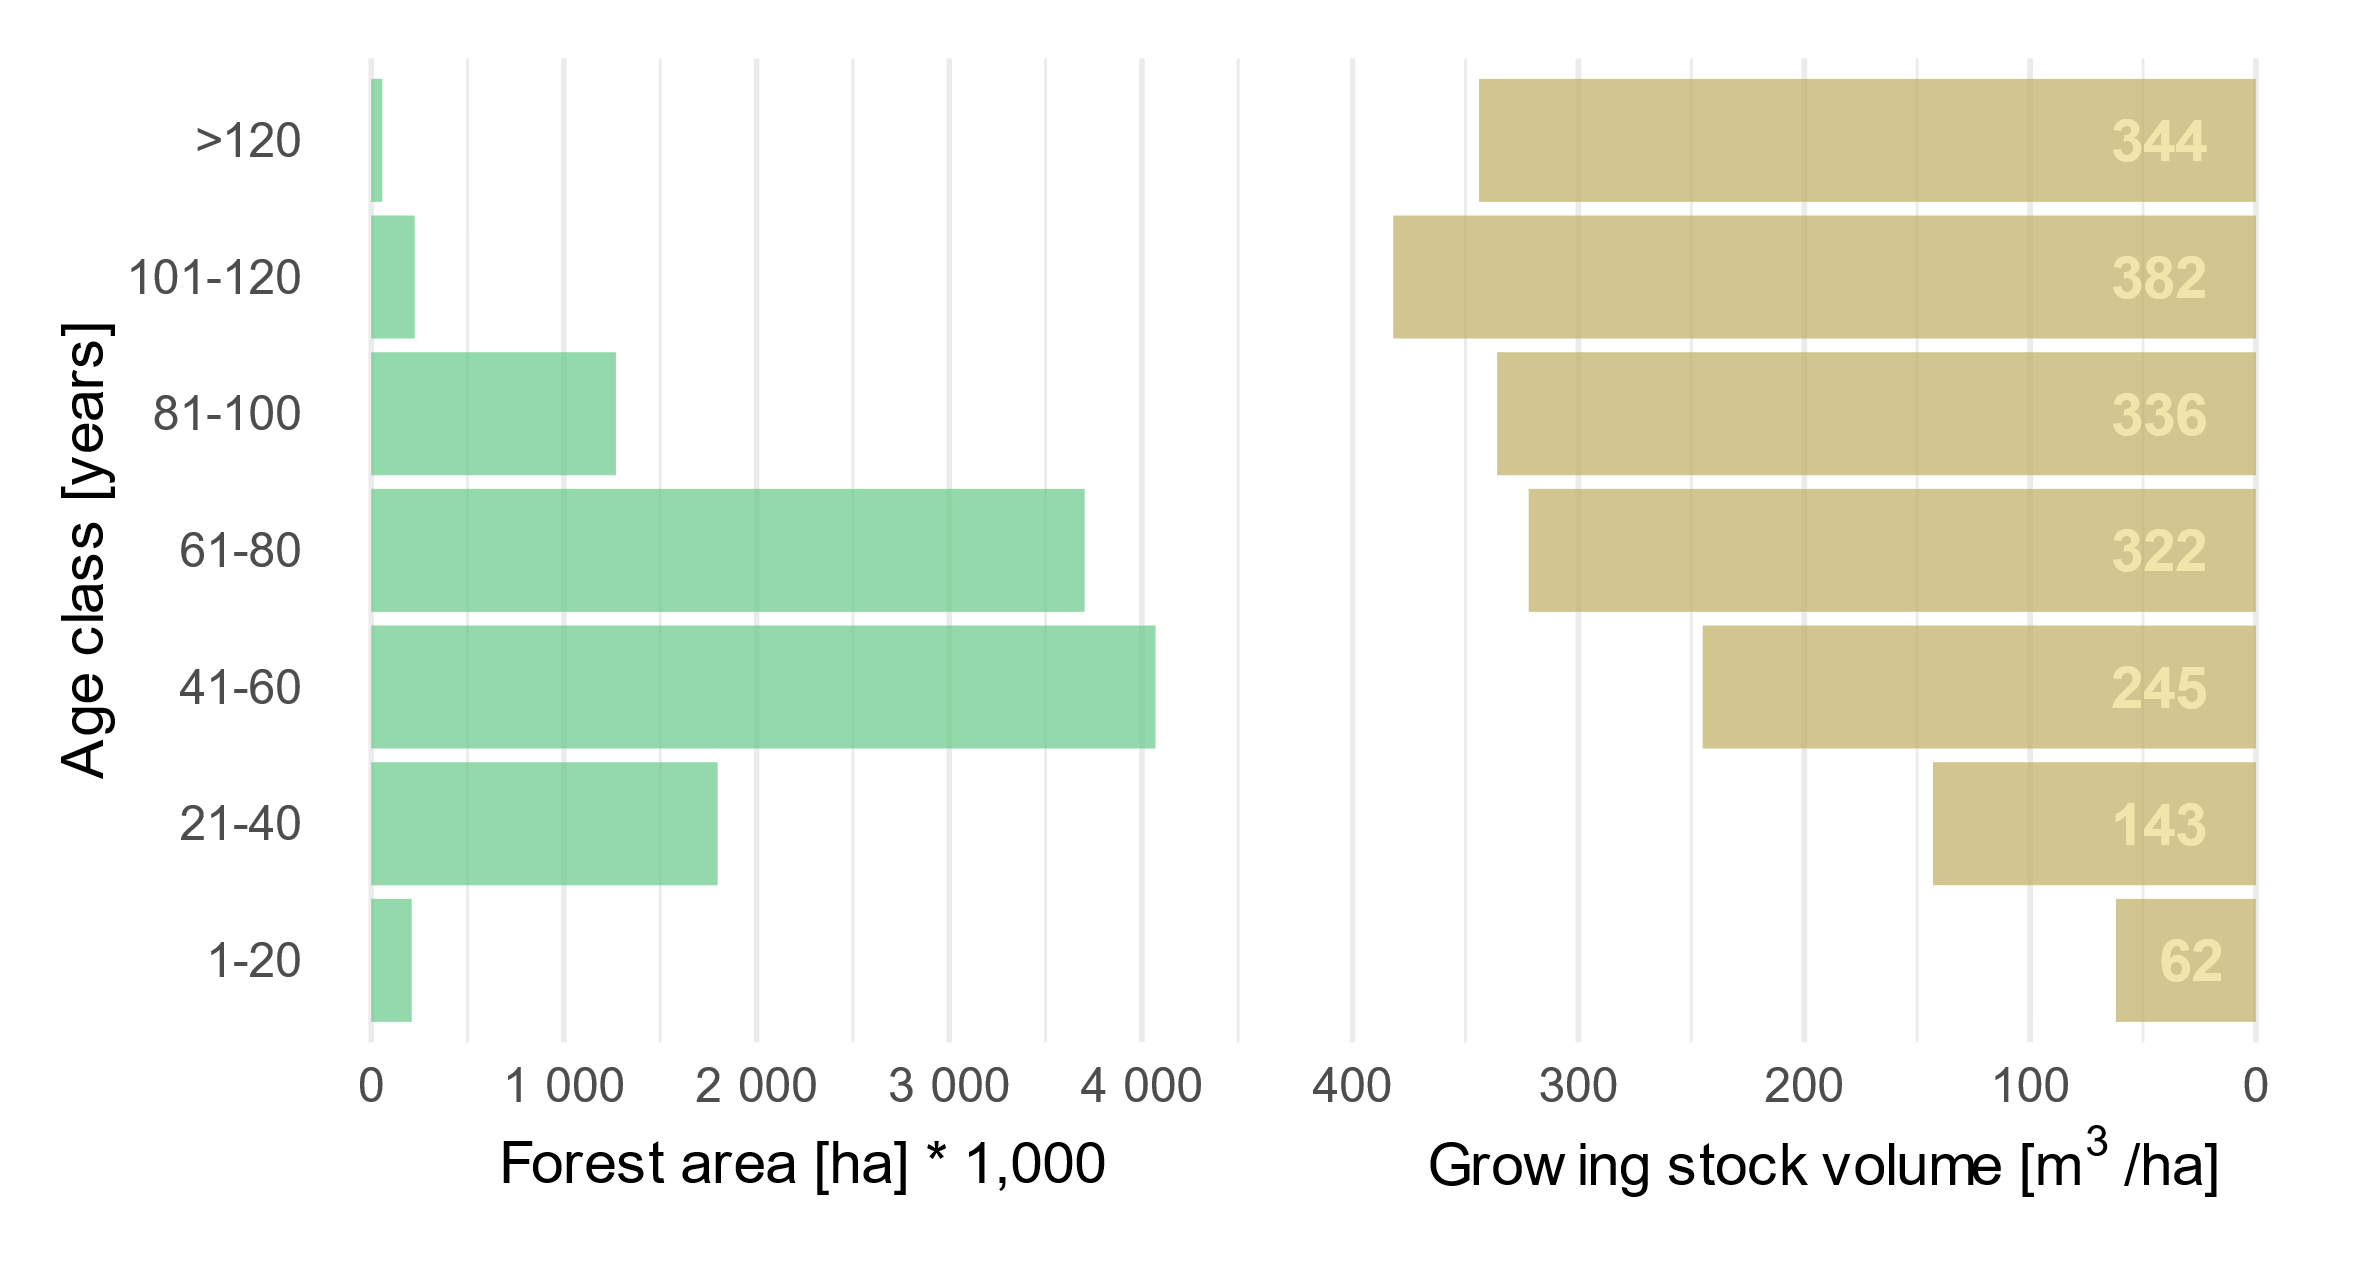 Age class [years]
>120
101-120
81-100
61-80
41-60
21-40
1-20
0 1 000 2 000 3 000 4 000
Forest area [ha] * 1,000
344
382
336
322
245
143
62
400 300 200 100 0
Growing stock volume [m³ /ha]